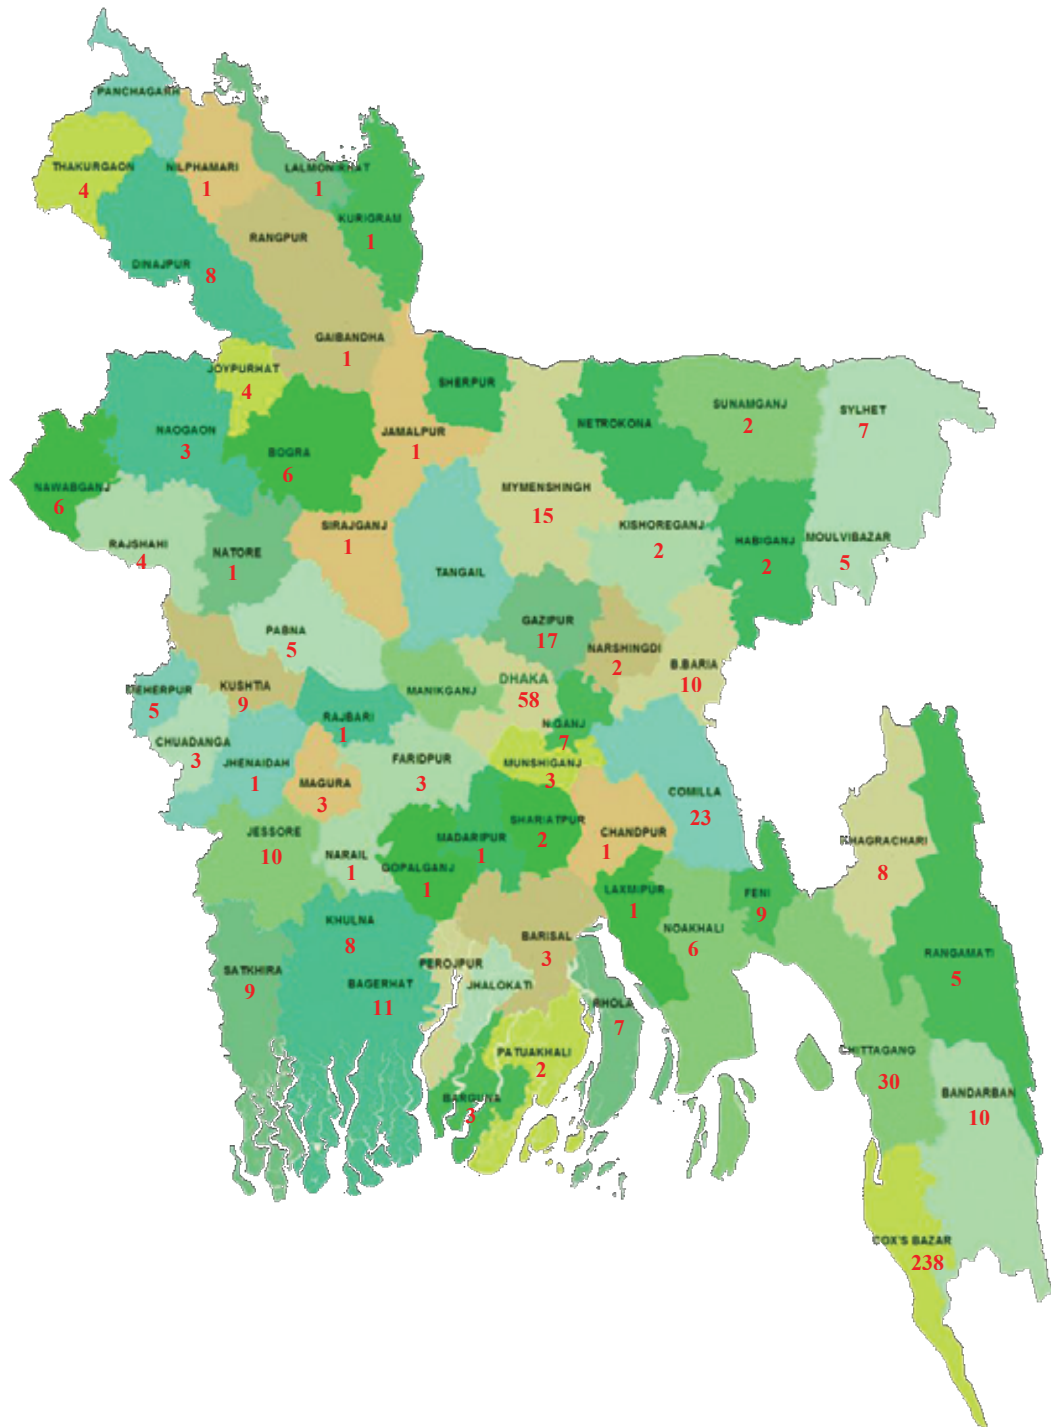 PANCHAGARH
THAKURGAON
4
NILPHAMARI
1
LALMONIRHAT
1
KURIGRAM
1
RANGPUR
DINAJPUR
8
GAIBANDHA
1
JOYPURHAT
4
SHERPUR
NAOGAON
3
BOGRA
6
JAMALPUR
1
NETROKONA
SUNAMGANJ
2
SYLHET
7
NAWABGANJ
6
RAJSHAHI
4
NATORE
1
SIRAJGANJ
1
MYMENSHINGH
15
KISHOREGANJ
2
HABIGANJ
2
MOULVIBAZAR
5
TANGAIL
PABNA
5
GAZIPUR
17
NARSHINGDI
2
B.BARIA
10
MEHERPUR
5
KUSHTIA
9
RAJBARI
1
MANIKGANJ
DHAKA
58
N.GANJ
7
CHUADANGA
3
JHENAIDAH
1
MAGURA
3
FARIDPUR
3
MUNSHIGANJ
3
COMILLA
23
JESSORE
10
NARAIL
1
GOPALGANJ
1
MADARIPUR
1
SHARIATPUR
2
CHANDPUR
1
KHAGRACHARI
8
LAXMIPUR
1
FENI
9
NOAKHALI
6
KHULNA
8
BARISAL
3
RANGAMATI
5
SATKHIRA
9
BAGERHAT
11
PEROJPUR
JHALOKATI
BHOLA
7
PATUAKHALI
2
BARGUNA
3
CHITTAGANG
30
BANDARBAN
10
COX'S BAZAR
238